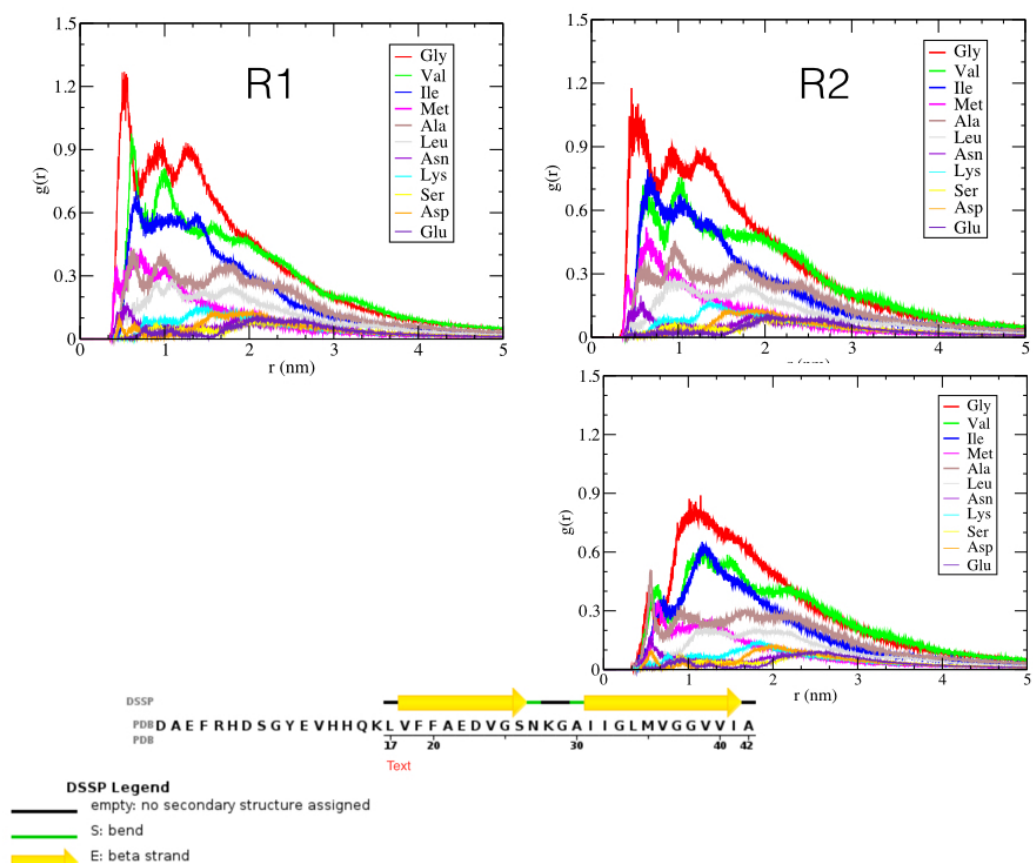 R1
1.5
1.2
0.9
0.6
0.3
0
g(r)
0 1 2 3 4 5
r (nm)
Gly
Val
Ile
Met
Ala
Leu
Asn
Lys
Ser
Asp
Glu
R2
1.5
1.2
0.9
0.6
0.3
0
g(r)
0 1 2 3 4 5
r (nm)
Gly
Val
Ile
Met
Ala
Leu
Asn
Lys
Ser
Asp
Glu
1.5
1.2
0.9
0.6
0.3
0
g(r)
0 1 2 3 4 5
r (nm)
Gly
Val
Ile
Met
Ala
Leu
Asn
Lys
Ser
Asp
Glu
DSSP
PDB D A E F R H D S G Y E V H H Q K L V F F A E D V G S N K G A I I G L M V G G V V I A
PDB 17 20 30 40 42
Text
DSSP Legend
empty: no secondary structure assigned
S: bend
E: beta strand